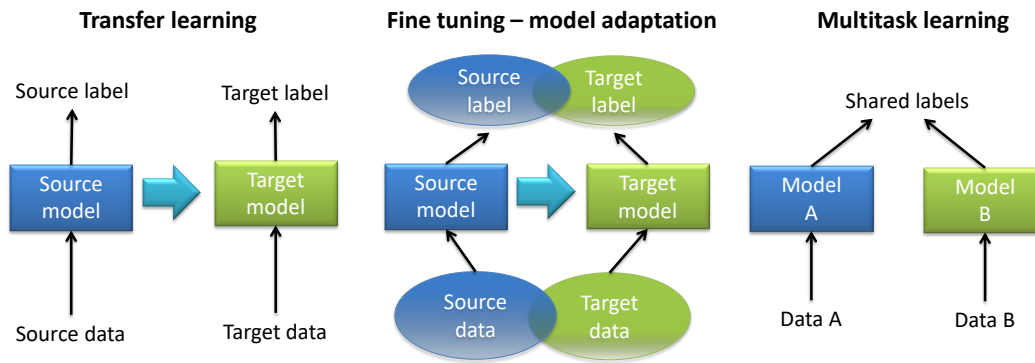 Transfer learning
Source label
Target label
Source
model
Target
model
Source data
Target data
Fine tuning – model adaptation
Source
label
Target
label
Source
model
Target
model
Source
data
Target
data
Multitask learning
Shared labels
Model
A
Model
B
Data A
Data B